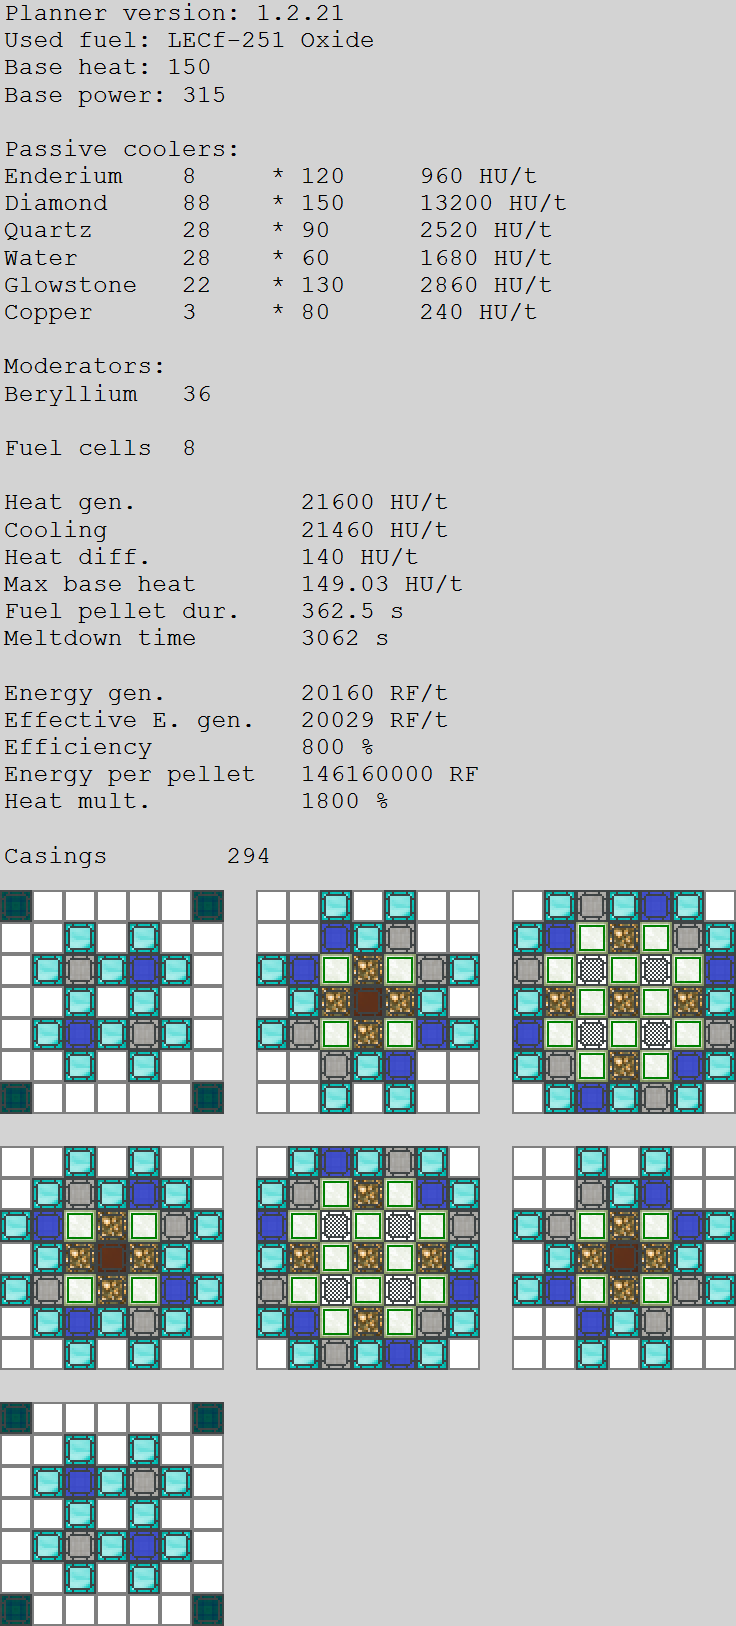 Planner version: 1.2.21
Used fuel: LECf-251 Oxide
Base heat: 150
Base power: 315
Passive coolers:
Enderium 8 * 120 960 HU/t
Diamond 88 * 150 13200 HU/t
Quartz 28 * 90 2520 HU/t
Water 28 * 60 1680 HU/t
Glowstone 22 * 130 2860 HU/t
Copper 3 * 80 240 HU/t
Moderators:
Beryllium 36
Fuel cells 8
Heat gen. 21600 HU/t
Cooling 21460 HU/t
Heat diff. 140 HU/t
Max base heat 149.03 HU/t
Fuel pellet dur. 362.5 s
Meltdown time 3062 s
Energy gen. 20160 RF/t
Effective E. gen. 20029 RF/t
Efficiency 800 %
Energy per pellet 146160000 RF
Heat mult. 1800 %
Casings 294